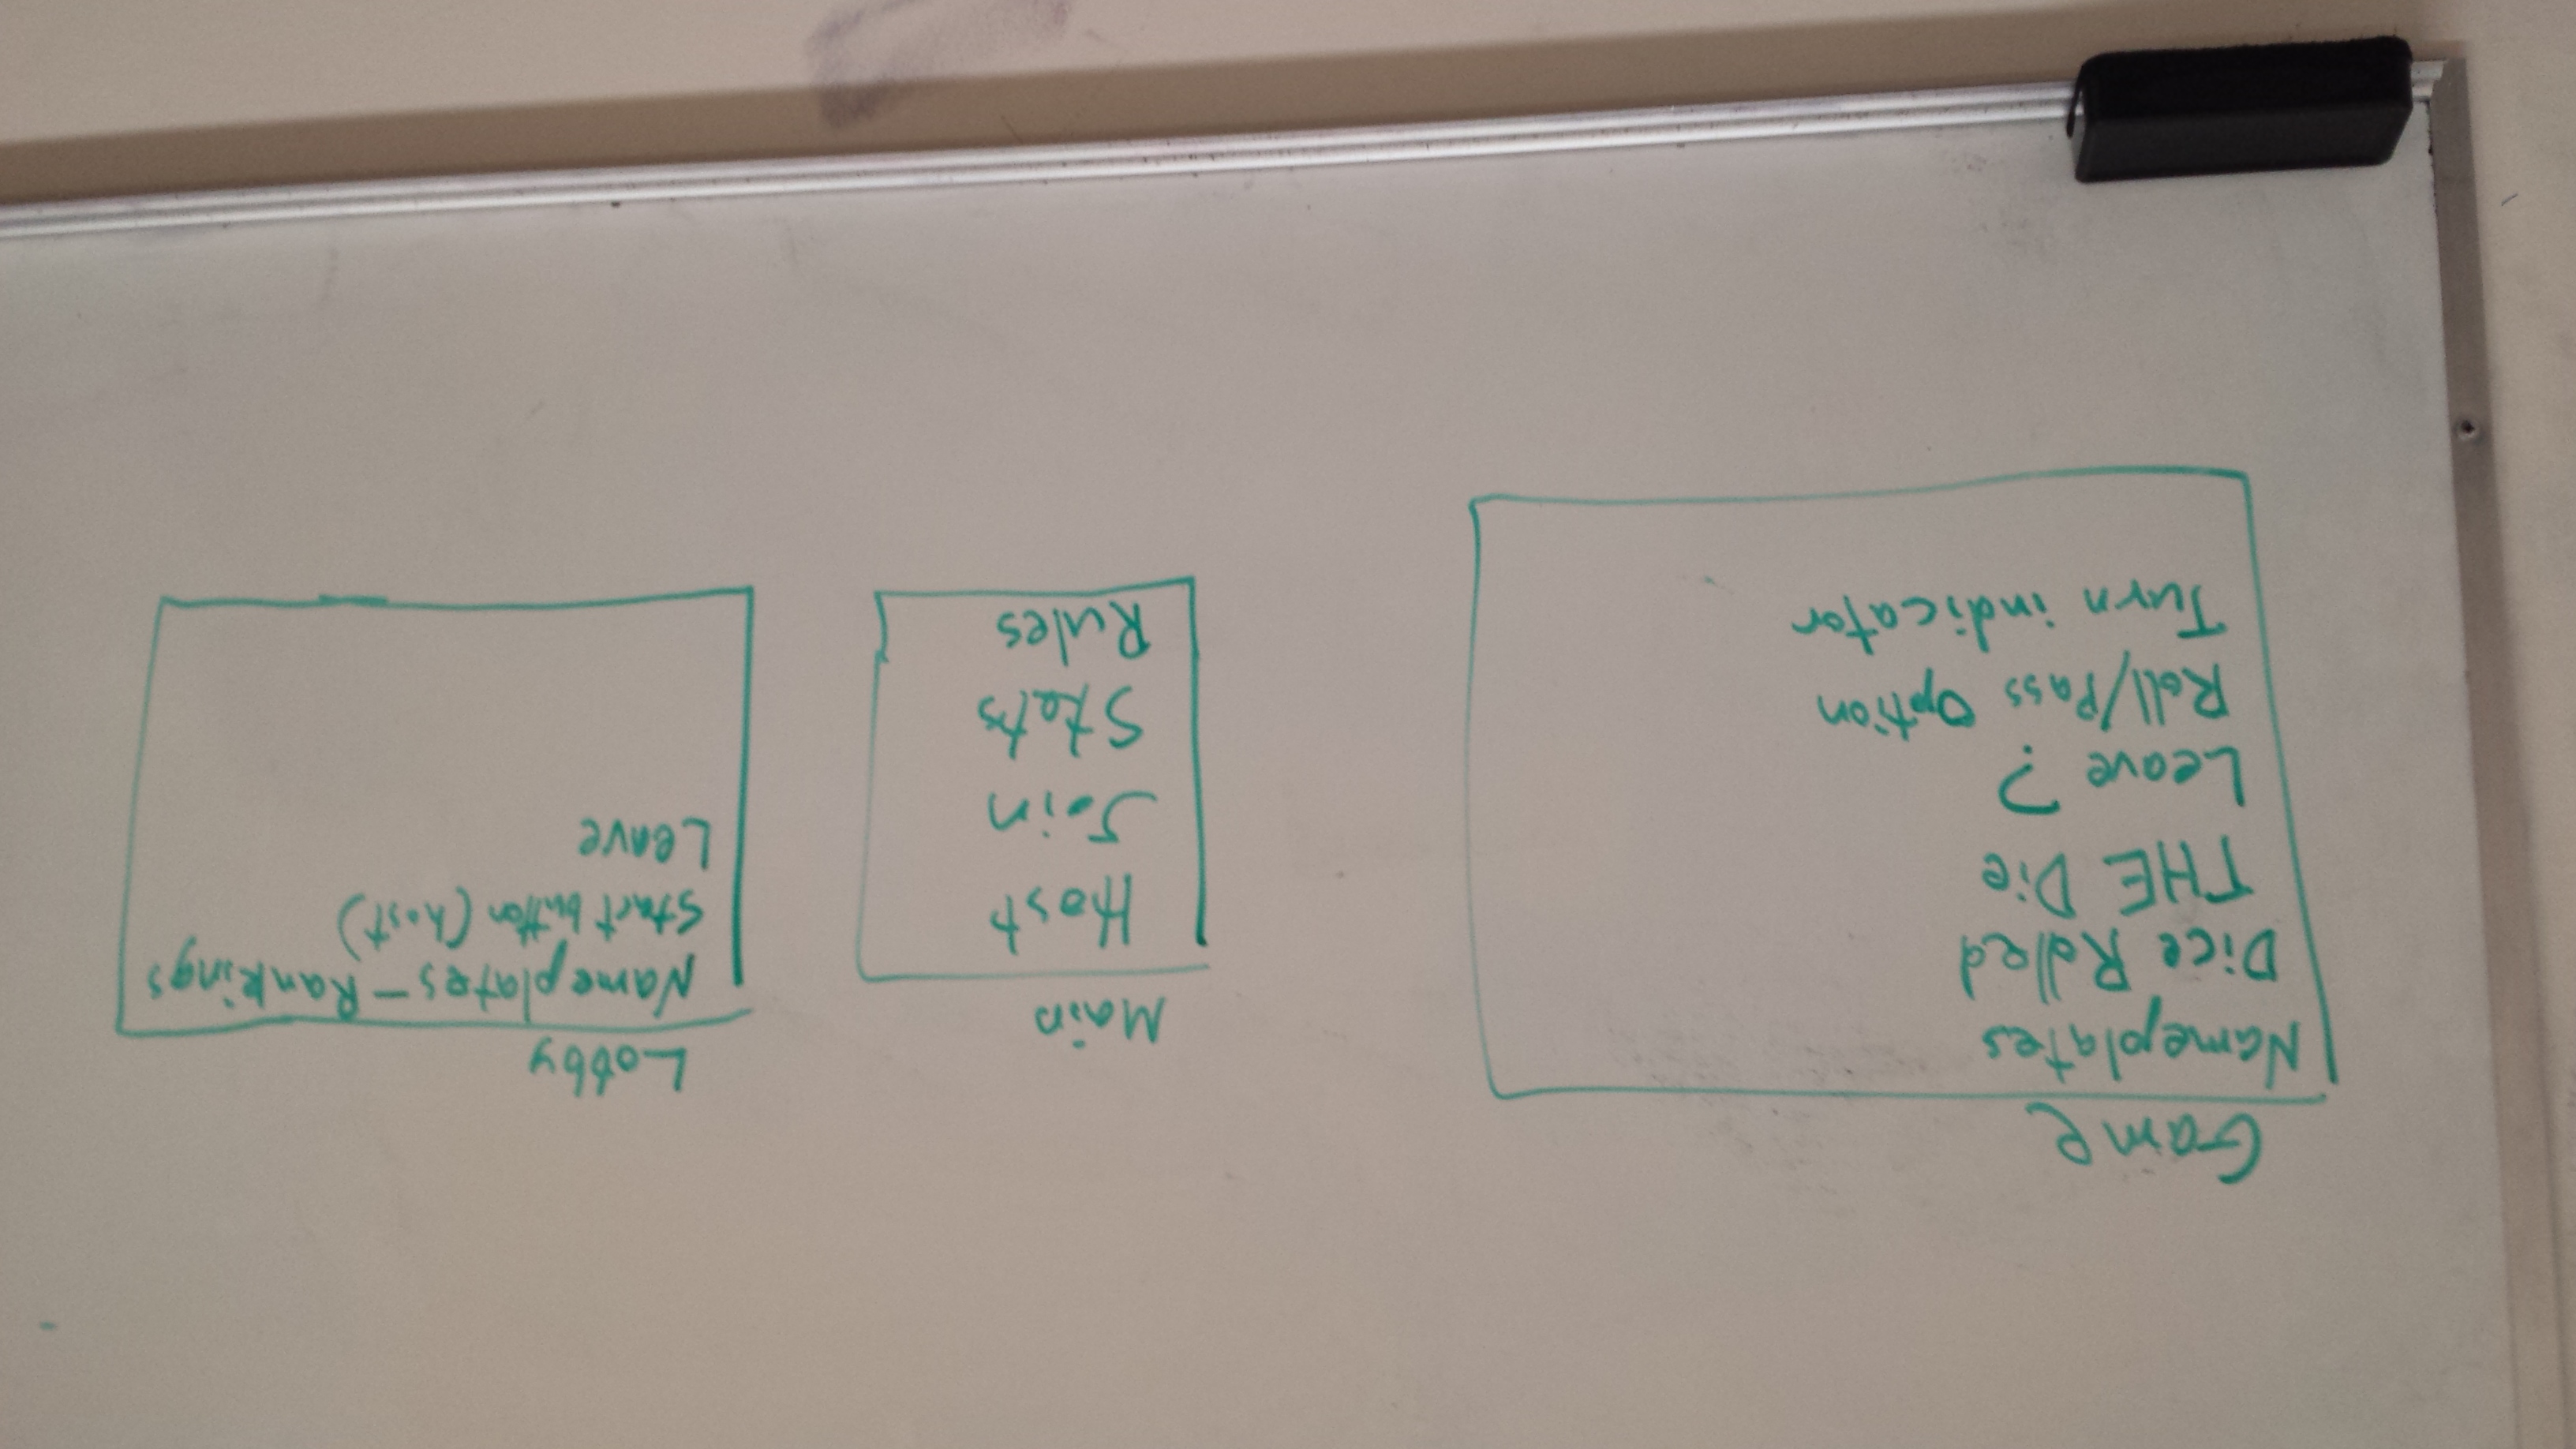 Game
Nameplates
Dice Rolled
THE Die
Leave ?
Roll/Pass Option
Turn indicator
Main
Host
Join
Stats
Rules
Lobby
Nameplates - Rankings
Start button (host)
Leave